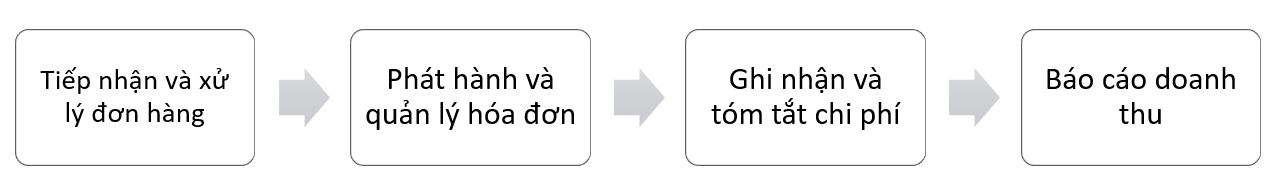 Tiếp nhận và xử
lý đơn hàng
Phát hành và
quản lý hóa đơn
Ghi nhận và
tóm tắt chi phí
Báo cáo doanh
thu